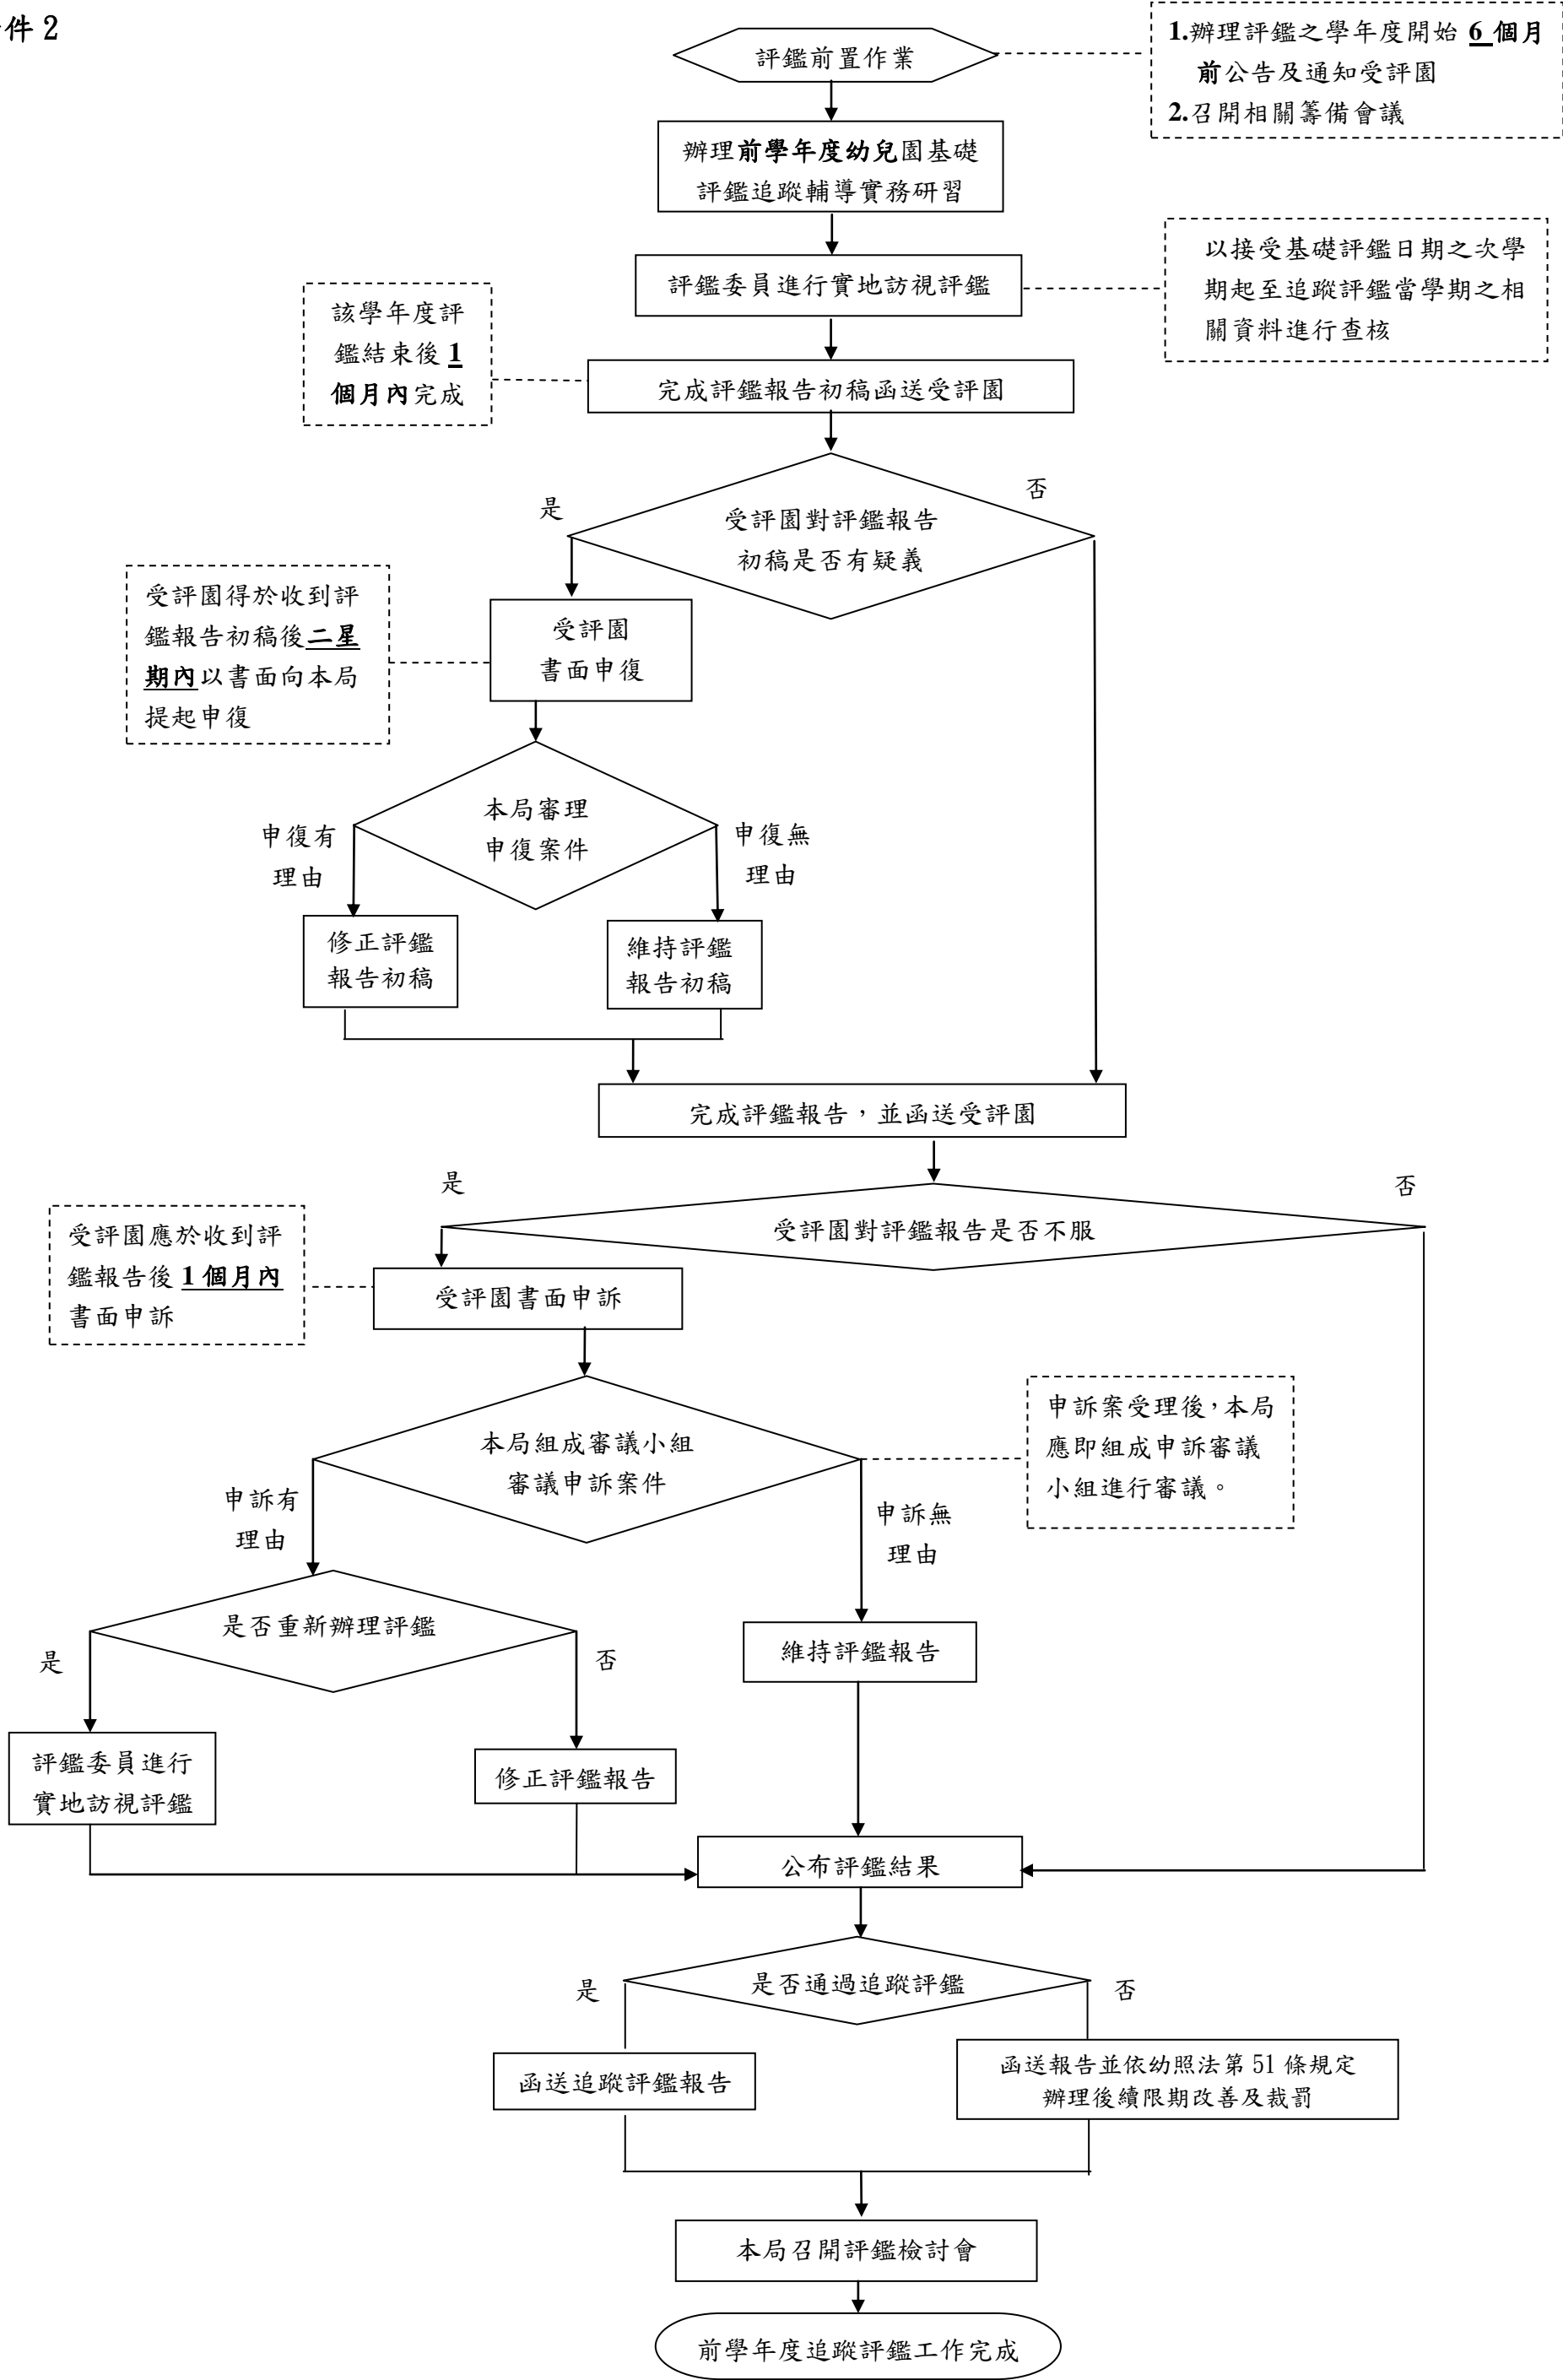 件 2
評鑑前置作業
1.辦理評鑑之學年度開始 6 個月
前公告及通知受評園
2.召開相關籌備會議
辦理前學年度幼兒園基礎
評鑑追蹤輔導實務研習
評鑑委員進行實地訪視評鑑
以接受基礎評鑑日期之次學
期起至追蹤評鑑當學期之相
關資料進行查核
該學年度評
鑑結束後 1
個月內完成
完成評鑑報告初稿函送受評園
受評園對評鑑報告
初稿是否有疑義
是
否
受評園得於收到評
鑑報告初稿後二星
期內以書面向本局
提起申復
受評園
書面申復
本局審理
申復案件
申復有
理由
申復無
理由
修正評鑑
報告初稿
維持評鑑
報告初稿
完成評鑑報告，並函送受評園
受評園對評鑑報告是否不服
是
否
受評園應於收到評
鑑報告後 1 個月內
書面申訴
受評園書面申訴
本局組成審議小組
審議申訴案件
申訴案受理後，本局
應即組成申訴審議
小組進行審議。
申訴有
理由
申訴無
理由
是否重新辦理評鑑
是
否
維持評鑑報告
評鑑委員進行
實地訪視評鑑
修正評鑑報告
公布評鑑結果
是否通過追蹤評鑑
是
否
函送追蹤評鑑報告
函送報告並依幼照法第 51 條規定
辦理後續限期改善及裁罰
本局召開評鑑檢討會
前學年度追蹤評鑑工作完成